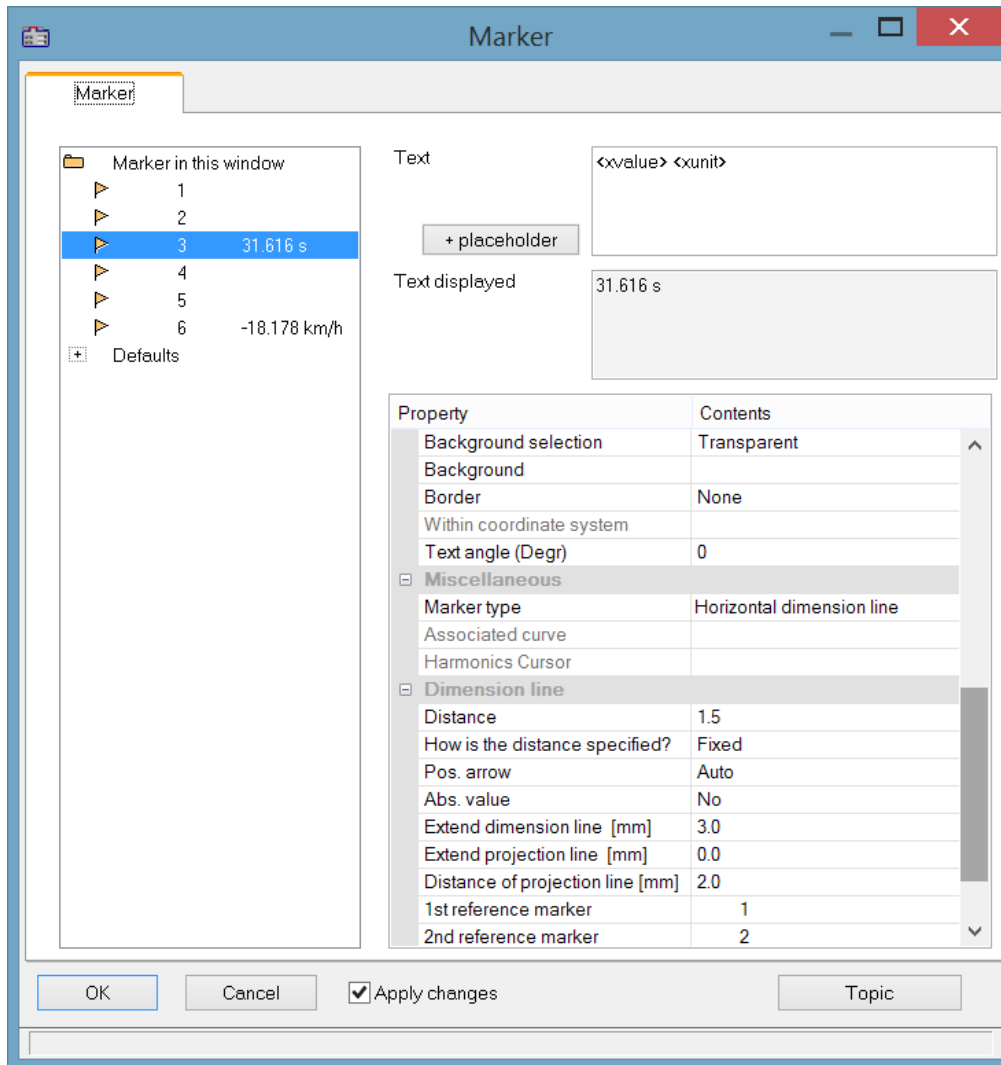 Marker
Marker
Marker in this window
1
2
3 31.616 s
4
5
6 -18.178 km/h
Defaults
Text
<xvalue> <xunit>
+ placeholder
Text displayed
31.616 s
Property Contents
Background selection Transparent
Background
Border None
Within coordinate system
Text angle (Degr) 0
Miscellaneous
Marker type Horizontal dimension line
Associated curve
Harmonics Cursor
Dimension line
Distance 1.5
How is the distance specified? Fixed
Pos. arrow Auto
Abs. value No
Extend dimension line [mm] 3.0
Extend projection line [mm] 0.0
Distance of projection line [mm] 2.0
1st reference marker 1
2nd reference marker 2
OK Cancel Apply changes Topic